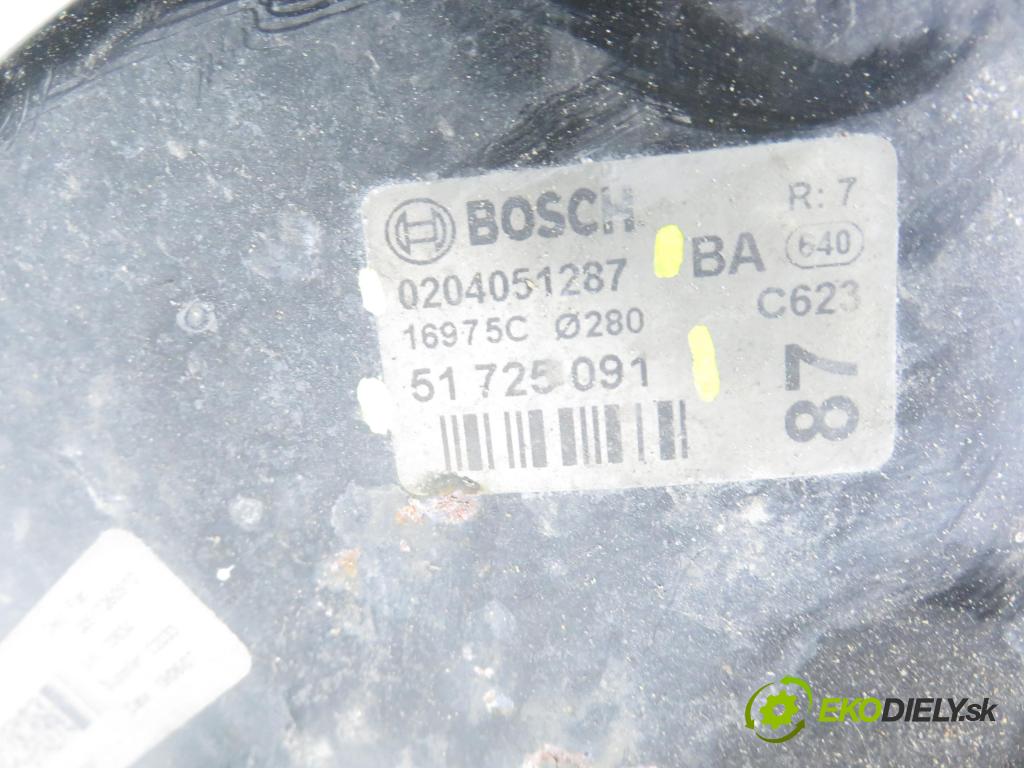 BOSCH
R: 7
0204051287
BA
640
16975C Ø280
C623
51 725 091
87
EKODIELY.sk